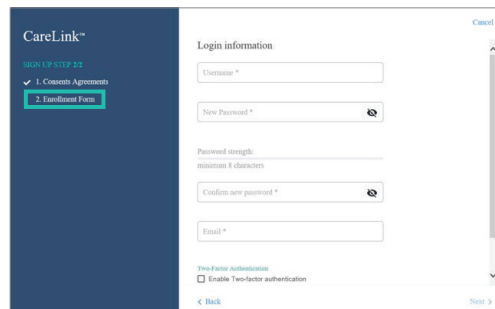 Cancel
CareLink™
SIGN UP STEP 2/2
1. Consents Agreements
2. Enrollment Form
Login information
Username *
New Password *
Password strength:
minimum 8 characters
Confirm new password *
Email *
Two-Factor Authentication
Enable Two-factor authentication
Back
Next